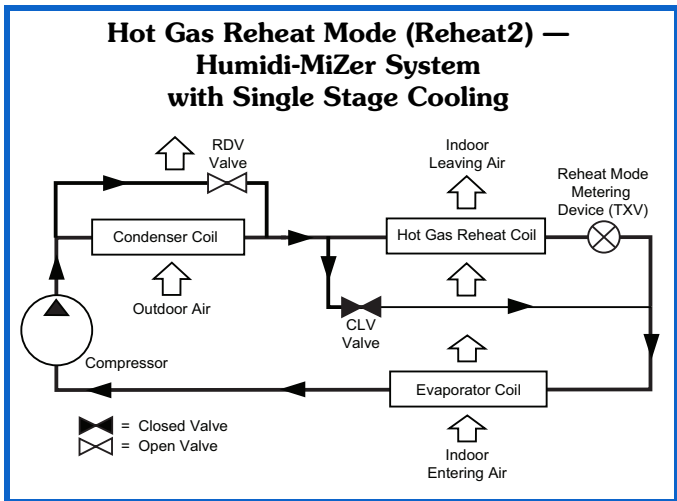 Hot Gas Reheat Mode (Reheat2) —
Humidi-MiZer System
with Single Stage Cooling
RDV
Valve
Indoor
Leaving Air
Reheat Mode
Metering
Device (TXV)
Condenser Coil
Hot Gas Reheat Coil
Outdoor Air
CLV
Valve
Compressor
Evaporator Coil
= Closed Valve
= Open Valve
Indoor
Entering Air